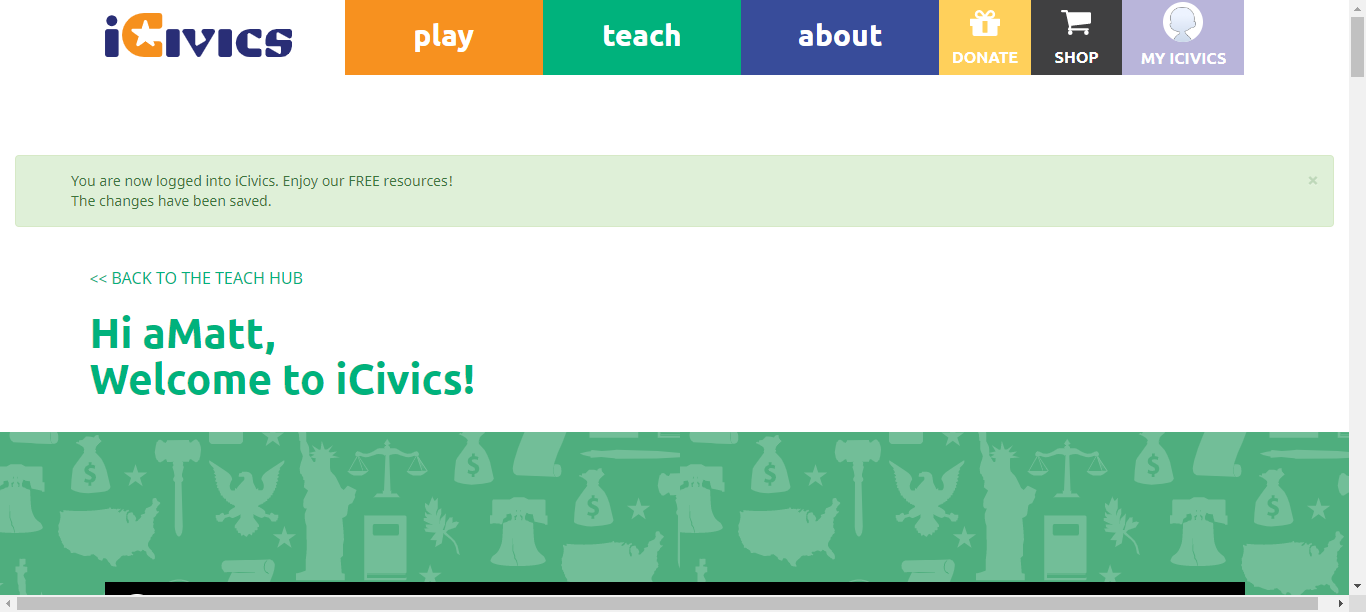 iCivics
play
teach
about
DONATE
SHOP
MY ICIVICS
You are now logged into iCivics. Enjoy our FREE resources!
×
The changes have been saved.
<< BACK TO THE TEACH HUB
Hi aMatt,
Welcome to iCivics!
$ $ $ $ $